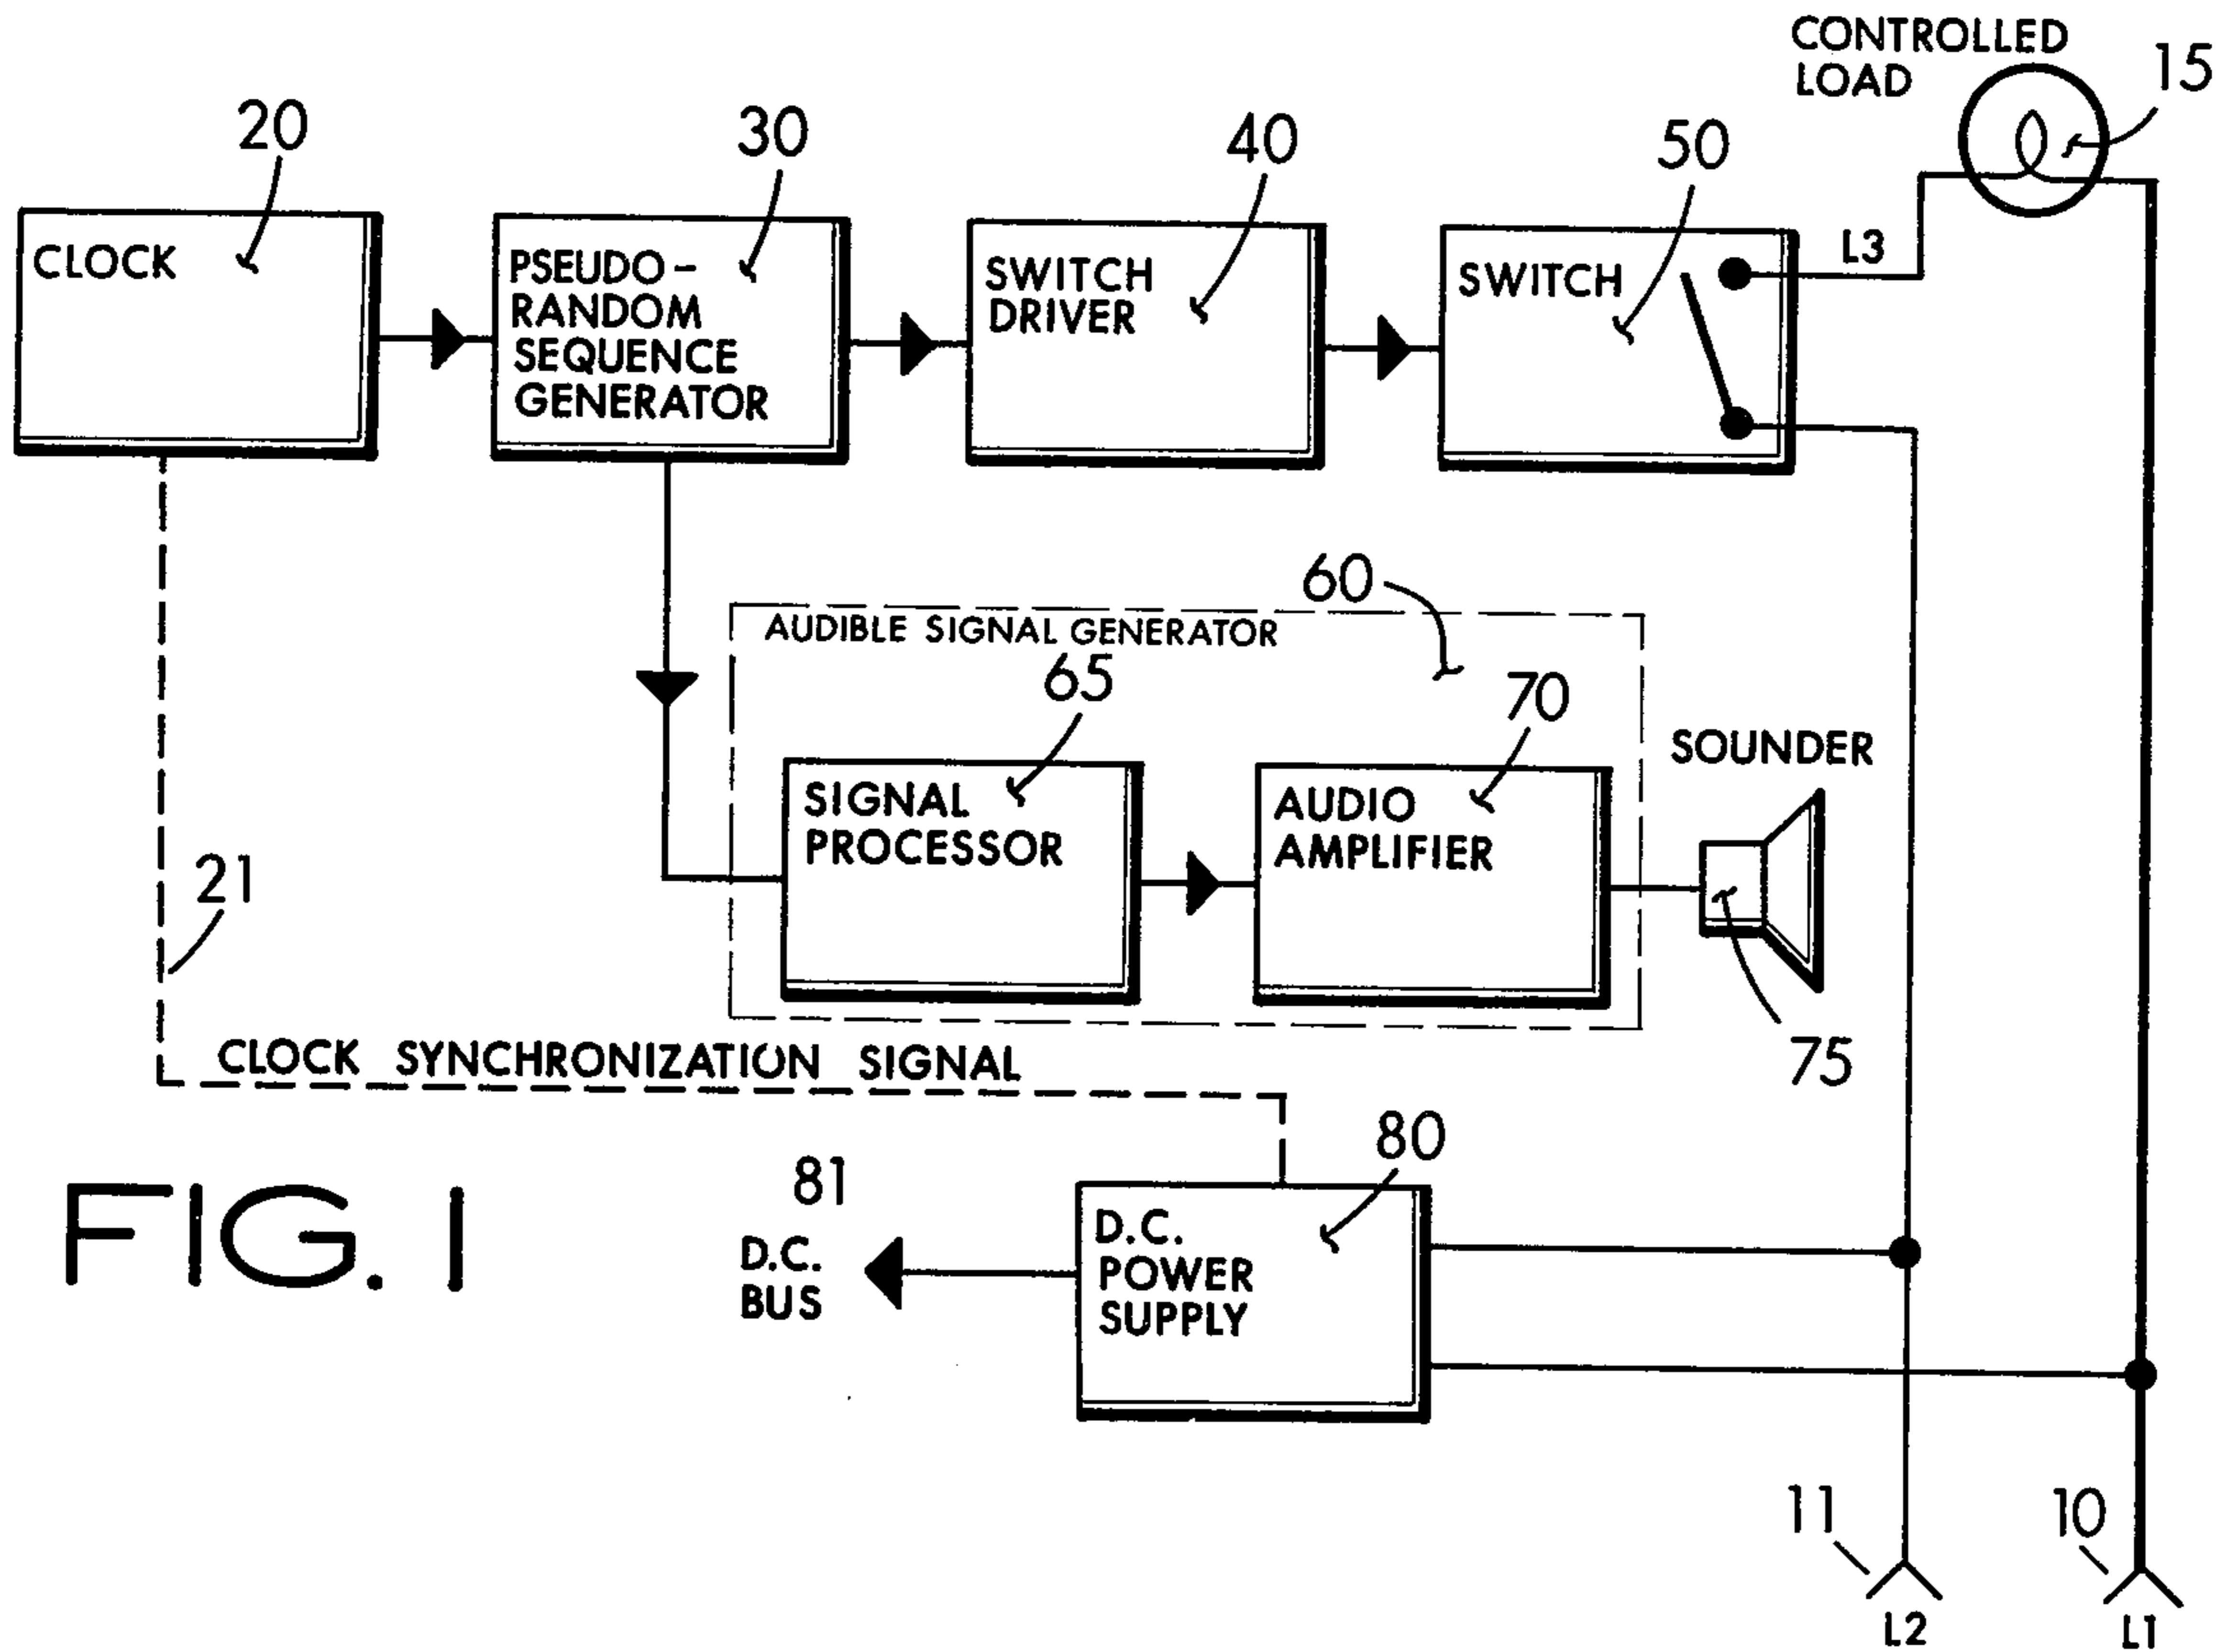 CONTROLLED
LOAD
15
20
30
40
50
CLOCK
PSEUDO-
RANDOM
SEQUENCE
GENERATOR
SWITCH
DRIVER
SWITCH
L3
60
AUDIBLE SIGNAL GENERATOR
65
70
SIGNAL
PROCESSOR
AUDIO
AMPLIFIER
SOUNDER
75
21
CLOCK SYNCHRONIZATION SIGNAL
80
81
D.C.
BUS
D.C.
POWER
SUPPLY
FIG. 1
11
10
L2
L1